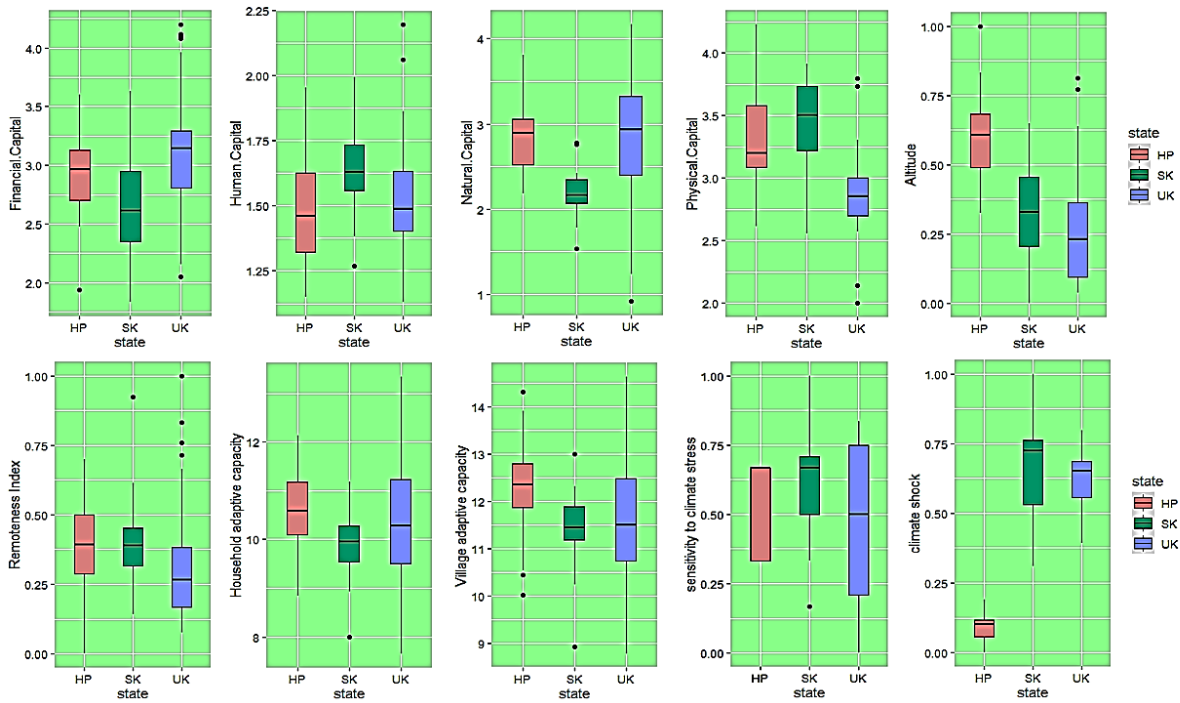 Financial.Capital
4.0
3.5
3.0
2.5
2.0
HP SK UK
state
Human.Capital
2.25
2.00
1.75
1.50
1.25
HP SK UK
state
Natural.Capital
4
3
2
1
HP SK UK
state
Physical.Capital
4.0
3.5
3.0
2.5
2.0
HP SK UK
state
Altitude
1.00
0.75
0.50
0.25
0.00
HP SK UK
state
state
HP
SK
UK
Remoteness Index
1.00
0.75
0.50
0.25
0.00
HP SK UK
state
Household adaptive capacity
12
10
8
HP SK UK
state
Village adaptive capacity
14
13
12
11
10
9
HP SK UK
state
sensitivity to climate stress
1.00
0.75
0.50
0.25
0.00
HP SK UK
state
climate shock
1.00
0.75
0.50
0.25
0.00
HP SK UK
state
state
HP
SK
UK